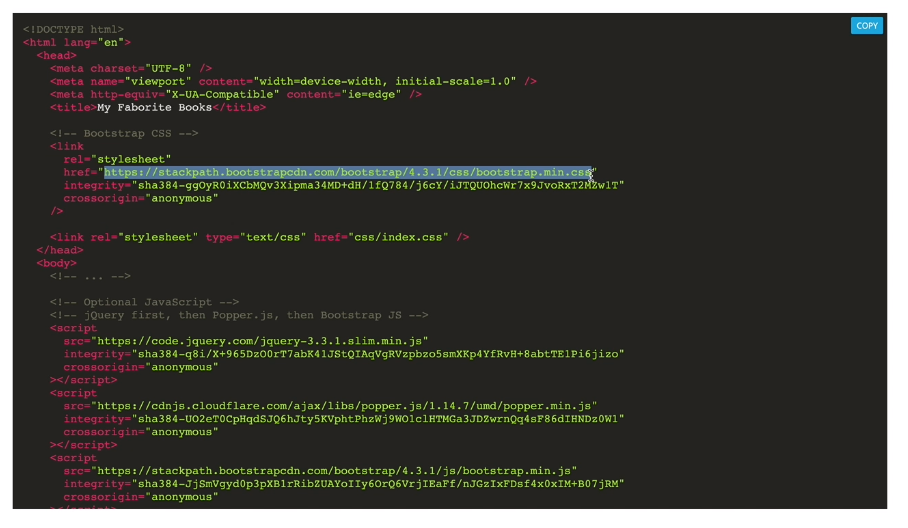 COPY
<!DOCTYPE html>
<html lang="en">
<head>
<meta charset="UTF-8" />
<meta name="viewport" content="width=device-width, initial-scale=1.0" />
<meta http-equiv="X-UA-Compatible" content="ie=edge" />
<title>My Faborite Books</title>
<!-- Bootstrap CSS -->
<link
rel="stylesheet"
href="https://stackpath.bootstrapcdn.com/bootstrap/4.3.1/css/bootstrap.min.css"
integrity="sha384-ggOyR0iXCbMQv3Xipma34MD+dH/1fQ784/j6cY/iJTQUOhcWr7x9JvoRxT2MZw1T"
crossorigin="anonymous"
/>
<link rel="stylesheet" type="text/css" href="css/index.css" />
</head>
<body>
<!-- ... -->
<!-- Optional JavaScript -->
<!-- jQuery first, then Popper.js, then Bootstrap JS -->
<script
src="https://code.jquery.com/jquery-3.3.1.slim.min.js"
integrity="sha384-q8i/X+965DzO0rT7abK41JStQIAqVgRVzpbzo5smXKp4YfRvH+8abtTE1Pi6jizo"
crossorigin="anonymous"
></script>
<script
src="https://cdnjs.cloudflare.com/ajax/libs/popper.js/1.14.7/umd/popper.min.js"
integrity="sha384-UO2eT0CpHqdSJQ6hJty5KVphtPhzWj9WO1clHTMGa3JDZwrnQq4sF86dIHNDz0W1"
crossorigin="anonymous"
></script>
<script
src="https://stackpath.bootstrapcdn.com/bootstrap/4.3.1/js/bootstrap.min.js"
integrity="sha384-JjSmVgyd0p3pXB1rRibZUAYoIIy6OrQ6VrjIEaFf/nJGzIxFDsf4x0xIM+B07jRM"
crossorigin="anonymous"
></script>